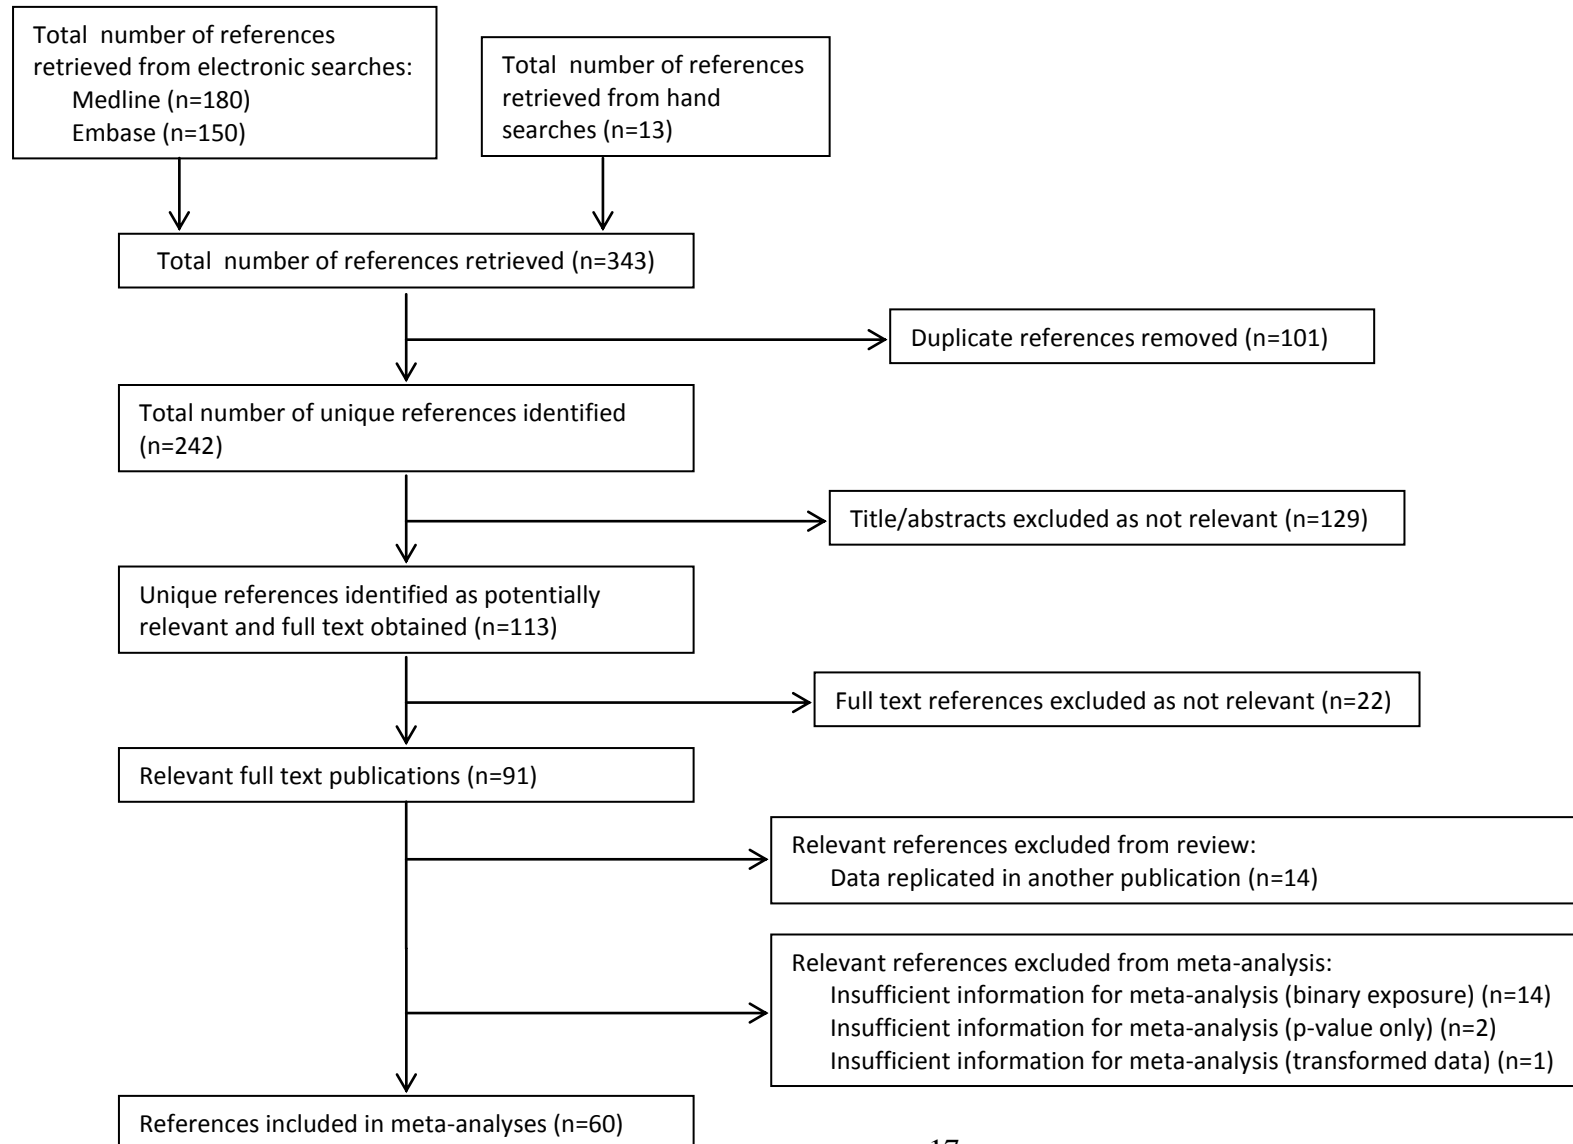 Total number of references
retrieved from electronic searches:
Medline (n=180)
Embase (n=150)
Total number of references
retrieved from hand
searches (n=13)
Total number of references retrieved (n=343)
Duplicate references removed (n=101)
Total number of unique references identified
(n=242)
Title/abstracts excluded as not relevant (n=129)
Unique references identified as potentially
relevant and full text obtained (n=113)
Full text references excluded as not relevant (n=22)
Relevant full text publications (n=91)
Relevant references excluded from review:
Data replicated in another publication (n=14)
Relevant references excluded from meta-analysis:
Insufficient information for meta-analysis (binary exposure) (n=14)
Insufficient information for meta-analysis (p-value only) (n=2)
Insufficient information for meta-analysis (transformed data) (n=1)
References included in meta-analyses (n=60)